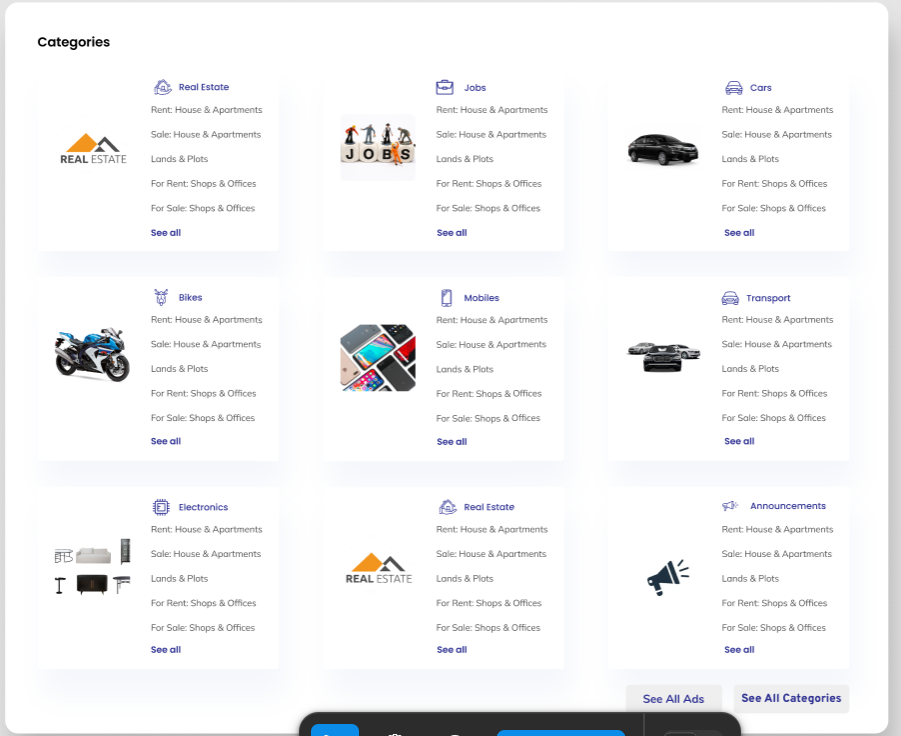 Categories
Real Estate
Rent: House & Apartments
Sale: House & Apartments
Lands & Plots
For Rent: Shops & Offices
For Sale: Shops & Offices
See all
REAL ESTATE
Jobs
Rent: House & Apartments
Sale: House & Apartments
Lands & Plots
For Rent: Shops & Offices
For Sale: Shops & Offices
See all
JOBS
Cars
Rent: House & Apartments
Sale: House & Apartments
Lands & Plots
For Rent: Shops & Offices
For Sale: Shops & Offices
See all
Bikes
Rent: House & Apartments
Sale: House & Apartments
Lands & Plots
For Rent: Shops & Offices
For Sale: Shops & Offices
See all
Mobiles
Rent: House & Apartments
Sale: House & Apartments
Lands & Plots
For Rent: Shops & Offices
For Sale: Shops & Offices
See all
Transport
Rent: House & Apartments
Sale: House & Apartments
Lands & Plots
For Rent: Shops & Offices
For Sale: Shops & Offices
See all
Electronics
Rent: House & Apartments
Sale: House & Apartments
Lands & Plots
For Rent: Shops & Offices
For Sale: Shops & Offices
See all
Real Estate
Rent: House & Apartments
Sale: House & Apartments
Lands & Plots
For Rent: Shops & Offices
For Sale: Shops & Offices
See all
REAL ESTATE
Announcements
Rent: House & Apartments
Sale: House & Apartments
Lands & Plots
For Rent: Shops & Offices
For Sale: Shops & Offices
See all
See All Ads
See All Categories